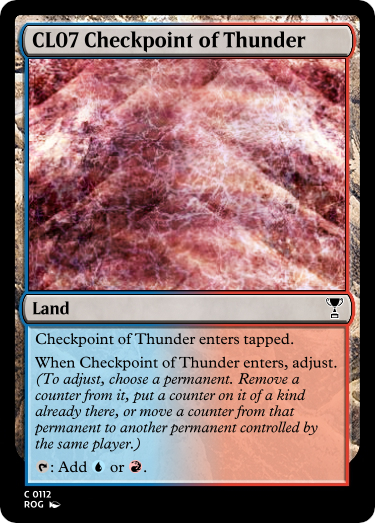 CL07 Checkpoint of Thunder
Land
Checkpoint of Thunder enters tapped.
When Checkpoint of Thunder enters, adjust.
(To adjust, choose a permanent. Remove a
counter from it, put a counter on it of a kind
already there, or move a counter from that
permanent to another permanent controlled by
the same player.)
: Add or .
C 0112
ROG